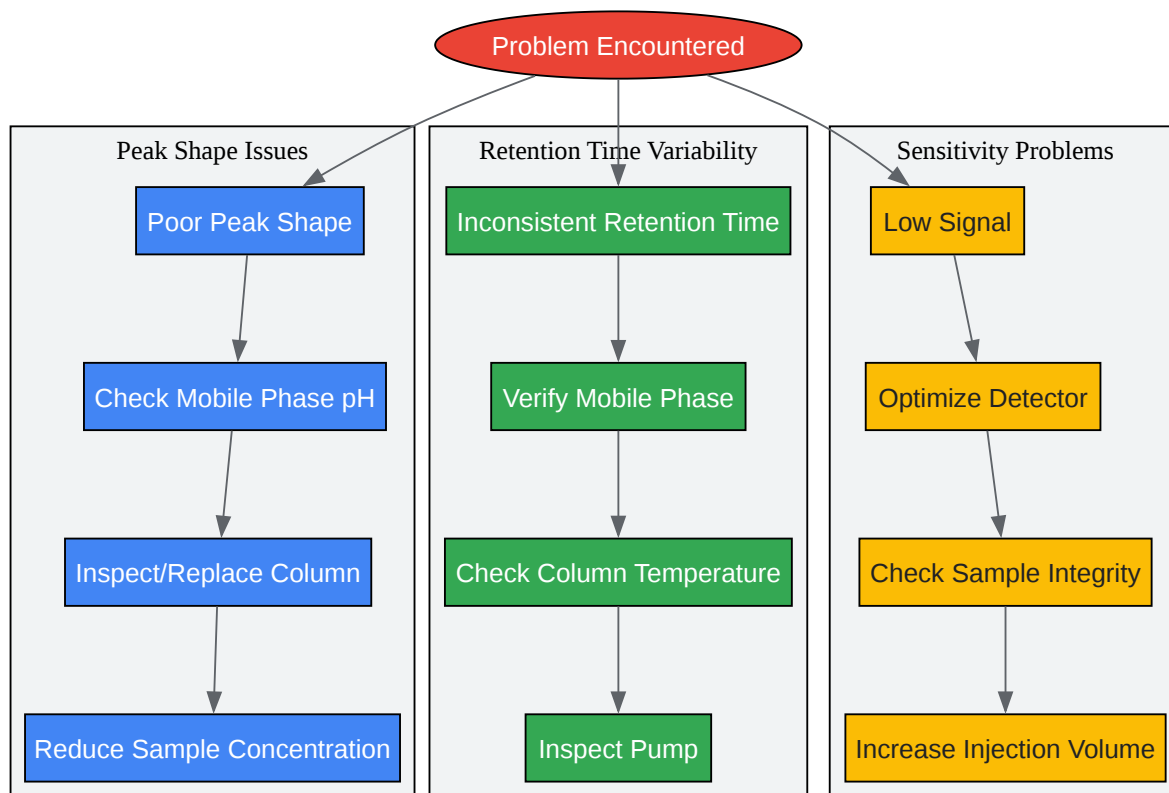 Problem Encountered
Peak Shape Issues
Poor Peak Shape
Check Mobile Phase pH
Inspect/Replace Column
Reduce Sample Concentration
Retention Time Variability
Inconsistent Retention Time
Verify Mobile Phase
Check Column Temperature
Inspect Pump
Sensitivity Problems
Low Signal
Optimize Detector
Check Sample Integrity
Increase Injection Volume